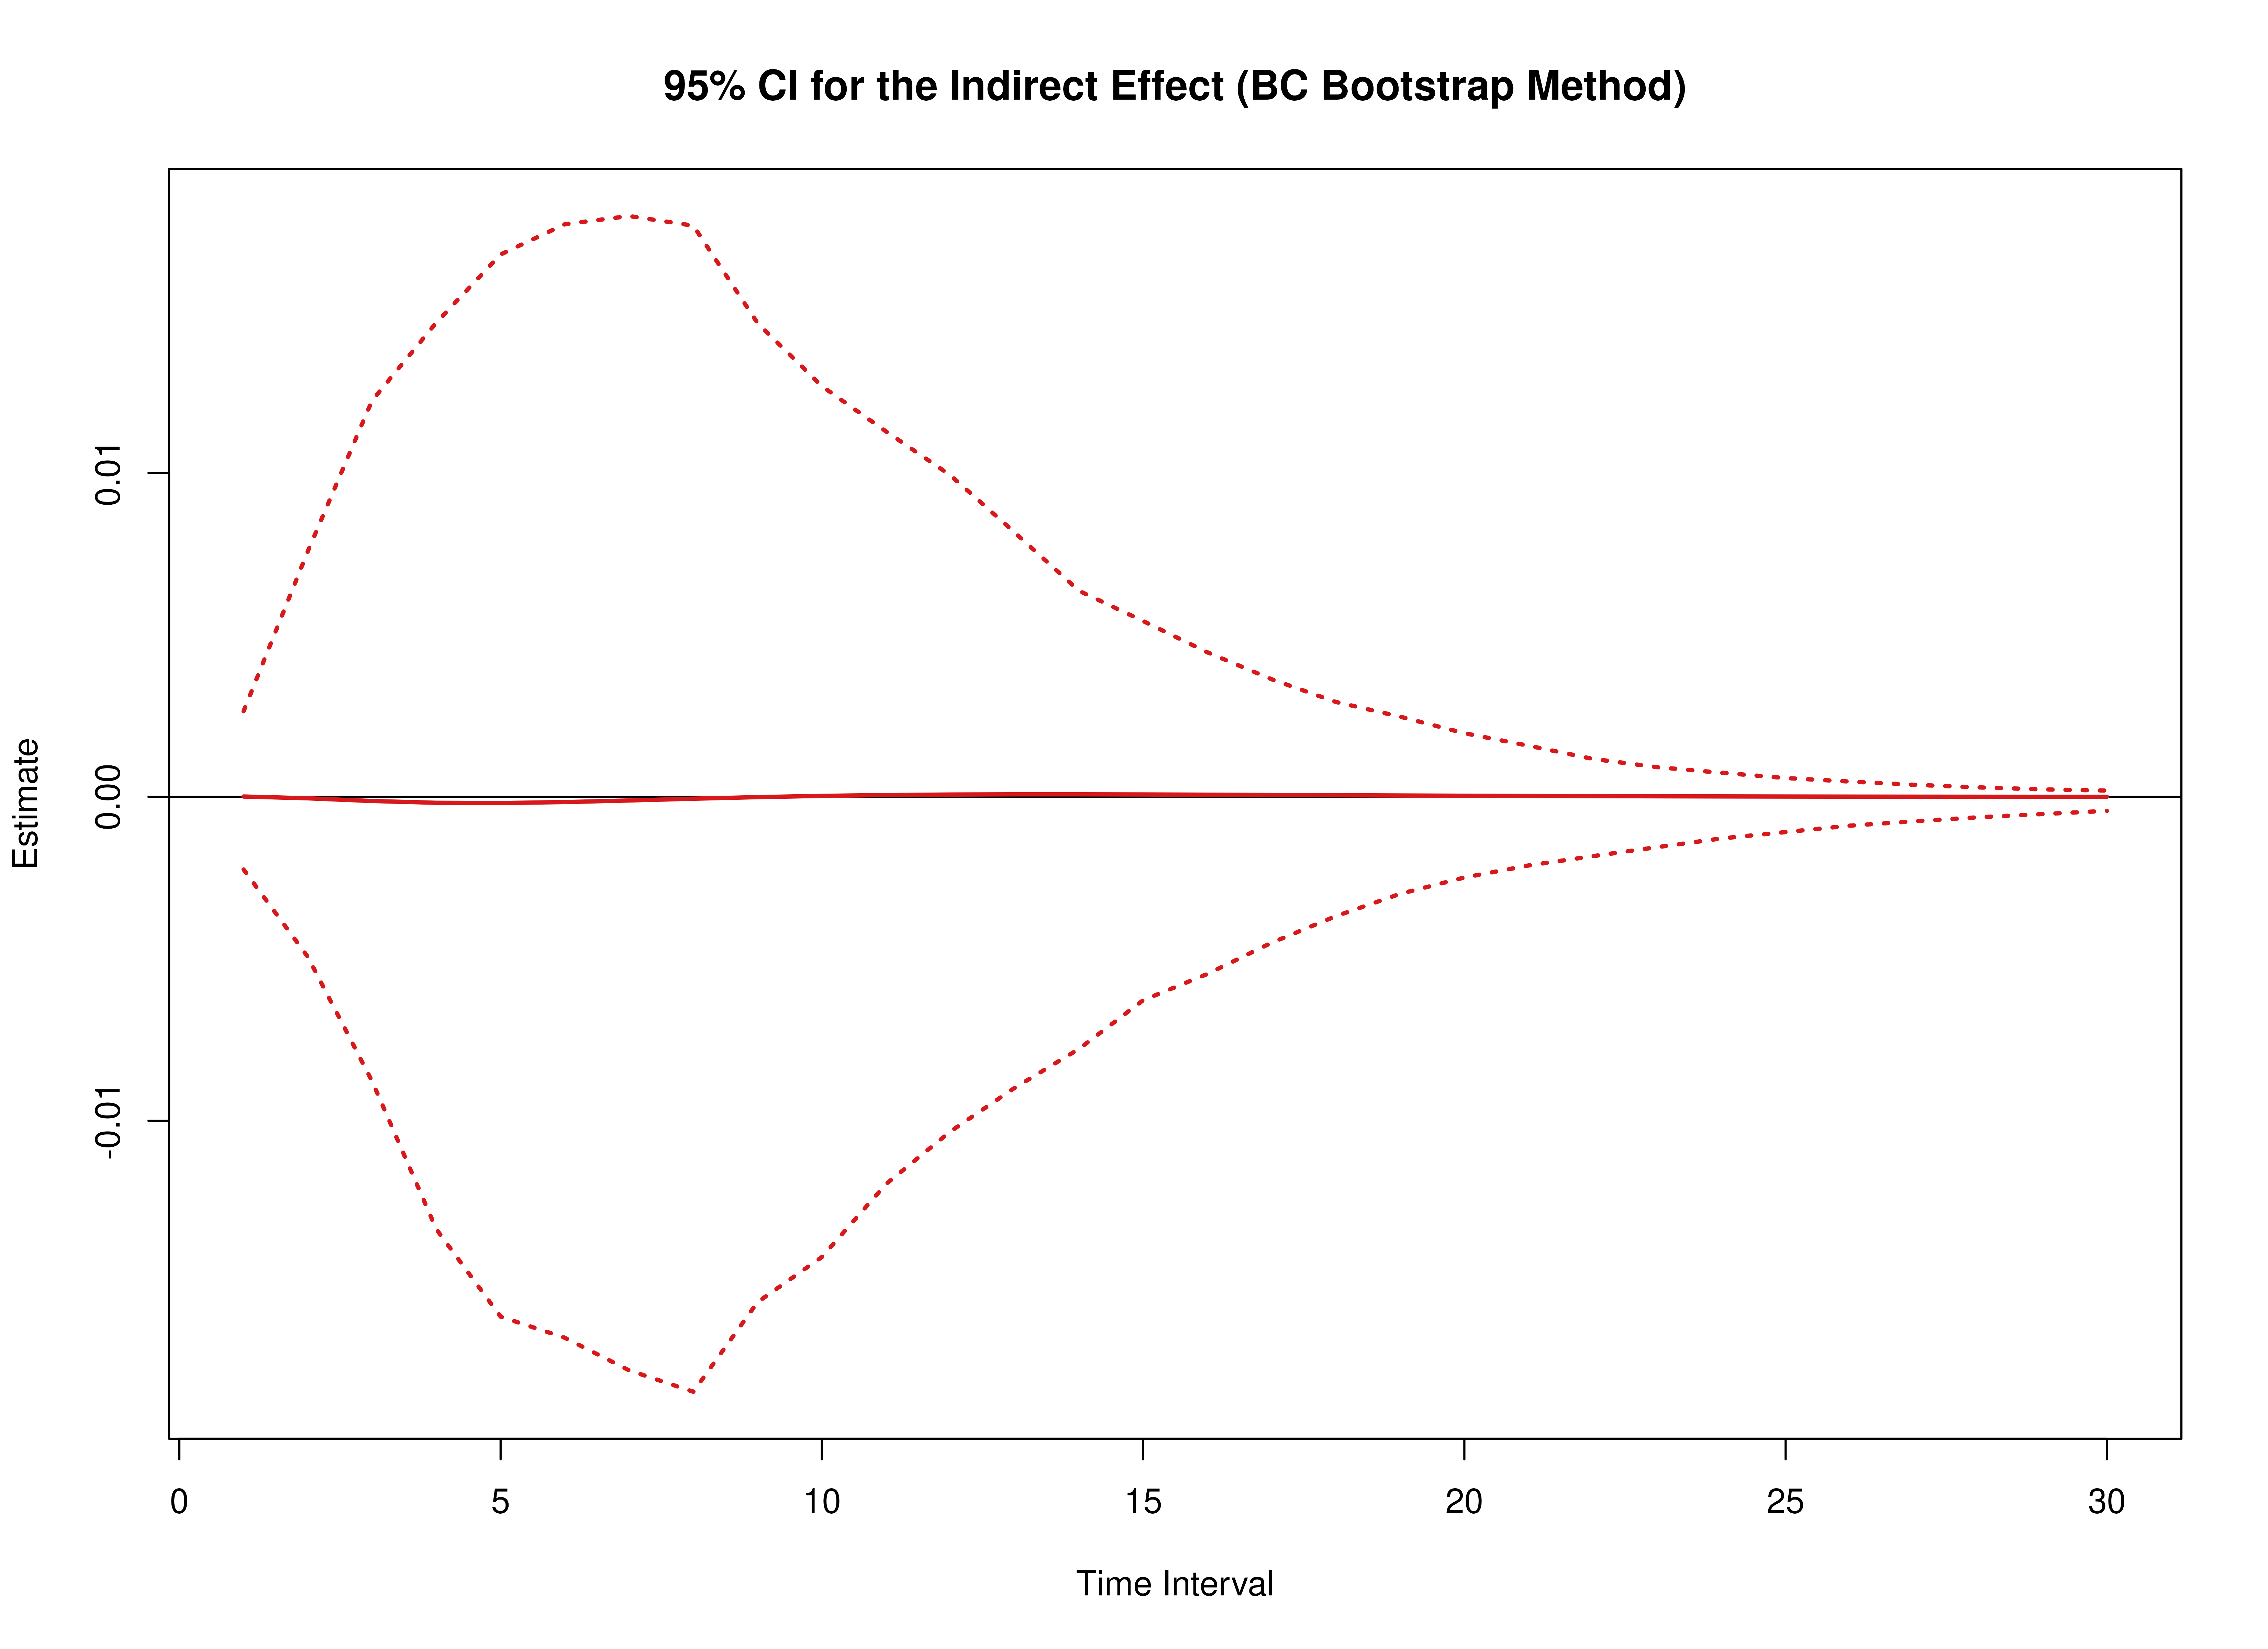 95% CI for the Indirect Effect (BC Bootstrap Method)
Estimate
0.01
0.00
-0.01
0 5 10 15 20 25 30
Time Interval